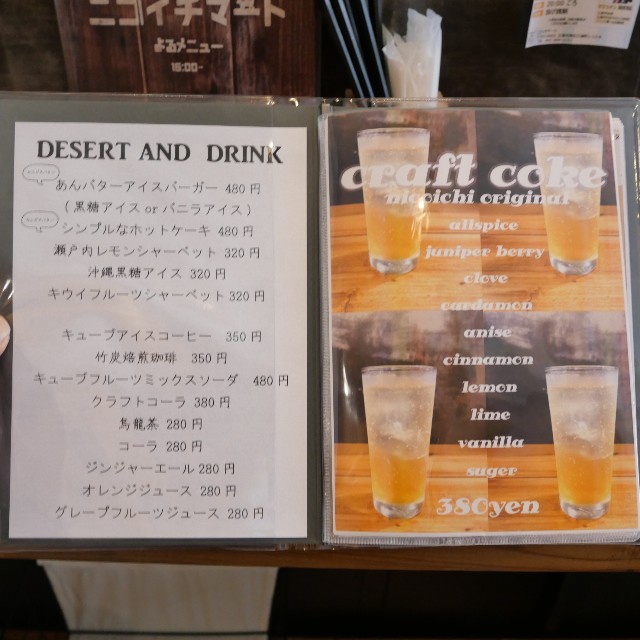 ニコイチマート
よるメニュー
18:00-
DESERT AND DRINK
あんバターアイスバーガー 480円
(黒糖アイス or バニラアイス)
シンプルなホットケーキ 480円
瀬戸内レモンシャーベット 320円
沖縄黒糖アイス 320円
キウイフルーツシャーベット 320円
キューブアイスコーヒー 350円
竹炭焙煎珈琲 350円
キューブフルーツミックスソーダ 480円
クラフトコーラ 380円
烏龍茶 280円
コーラ 280円
ジンジャーエール 280円
オレンジジュース 280円
グレープフルーツジュース 280円
craft coke
nicoichi original
allspice
juniper berry
clove
cardamon
anise
cinnamon
lemon
lime
vanilla
suger
380yen